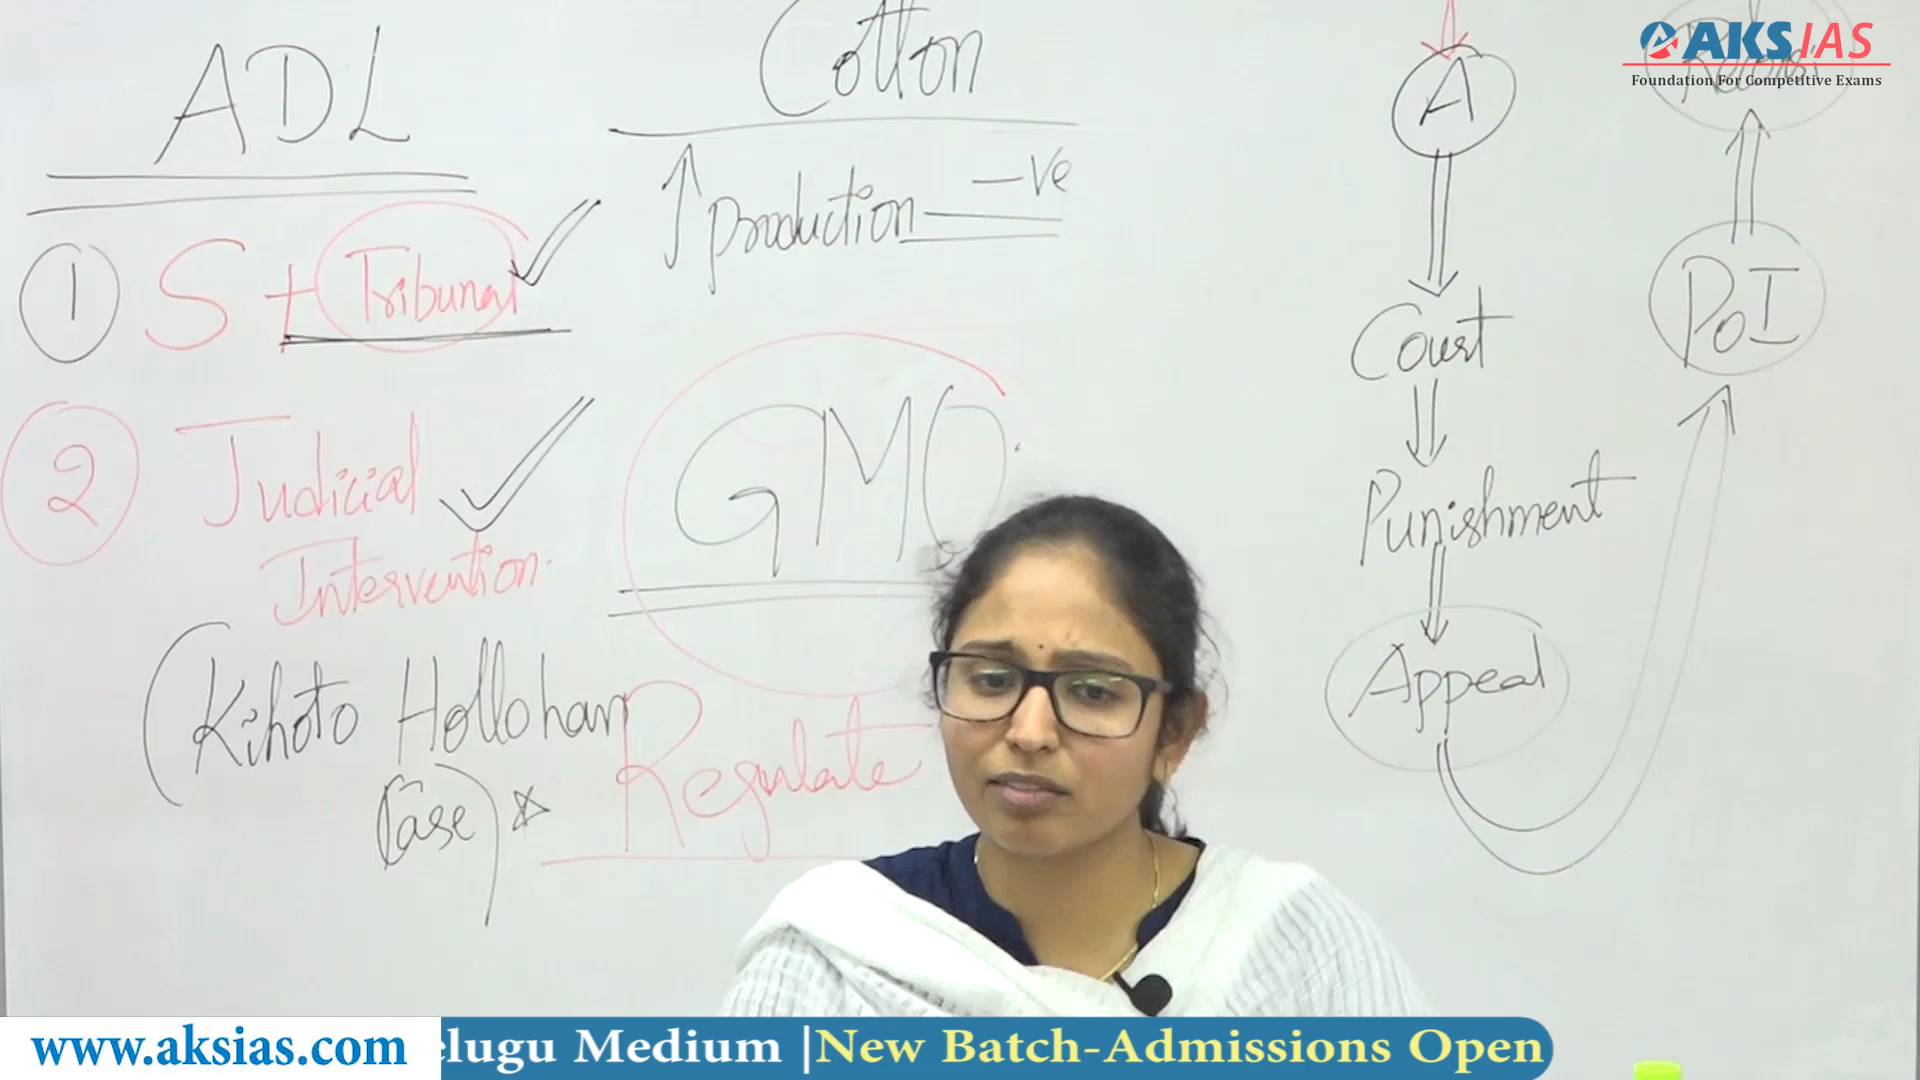 ADL
① S + Tribunal
② Judicial
Intervention.
(Kihoto Hollohan
Case) *
Cotton
↑ production -ve
GMO.
Regulate
A
Court
Punishment
Appeal
PoI
AKS IAS
Foundation For Competitive Exams
www.aksias.com
elugu Medium |New Batch-Admissions Open